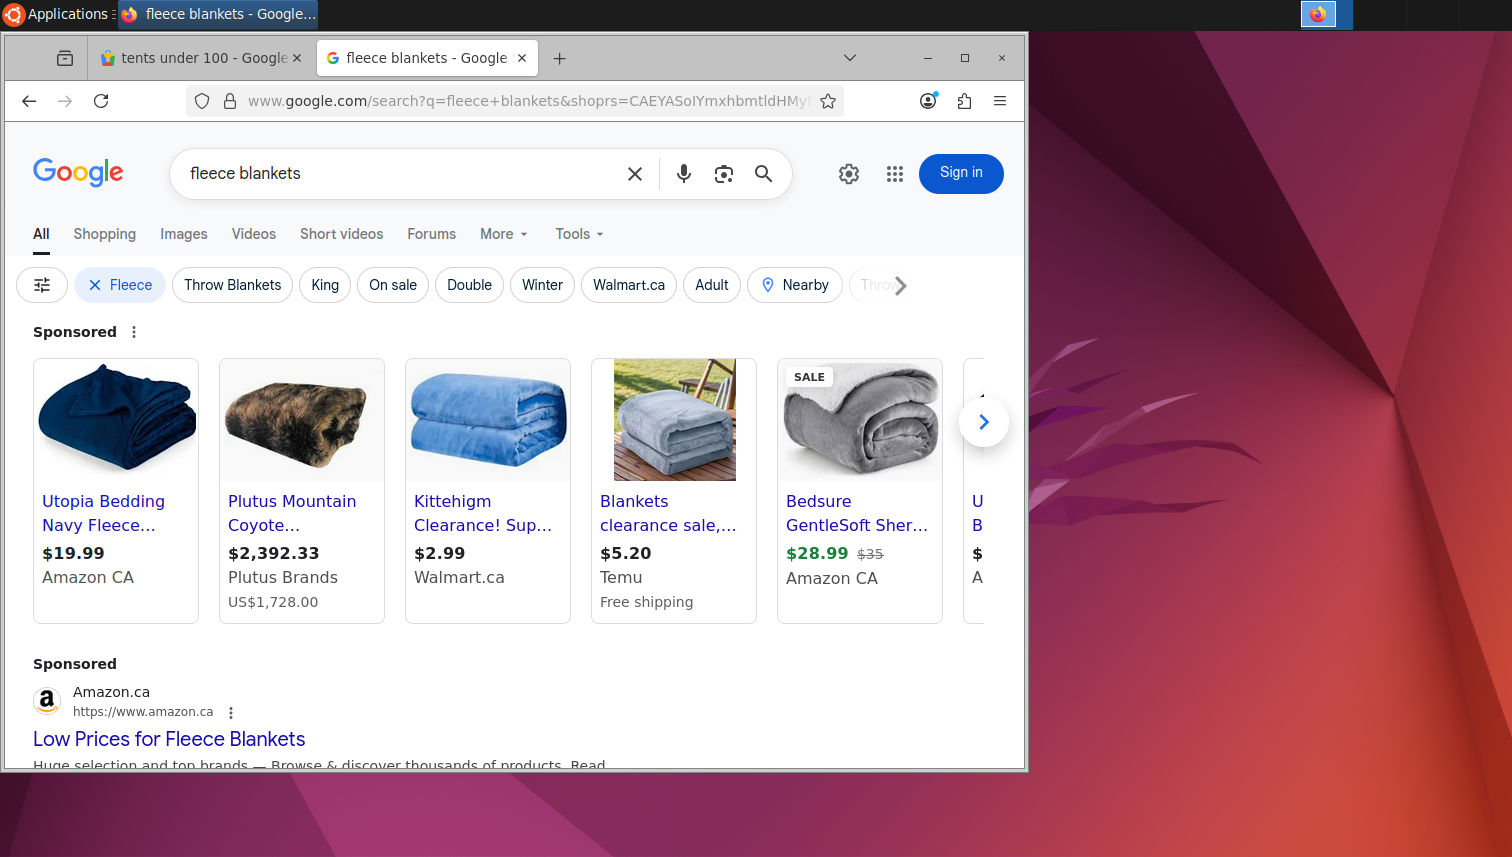 Applications
fleece blankets - Google...
tents under 100 - Google
fleece blankets - Google
www.google.com/search?q=fleece+blankets&shoprs=CAEYASoIYmxhbmtldHMyF
Google
fleece blankets
Sign in
All
Shopping
Images
Videos
Short videos
Forums
More
Tools
Fleece
Throw Blankets
King
On sale
Double
Winter
Walmart.ca
Adult
Nearby
Throw
Sponsored
SALE
Utopia Bedding
Navy Fleece...
$19.99
Amazon CA
Plutus Mountain
Coyote...
$2,392.33
Plutus Brands
US$1,728.00
Kittehigm
Clearance! Sup...
$2.99
Walmart.ca
Blankets
clearance sale,...
$5.20
Temu
Free shipping
Bedsure
GentleSoft Sher...
$28.99 $35
Amazon CA
U
B
$
A
Sponsored
a
Amazon.ca
https://www.amazon.ca
Low Prices for Fleece Blankets
Huge selection and top brands — Browse & discover thousands of products. Read